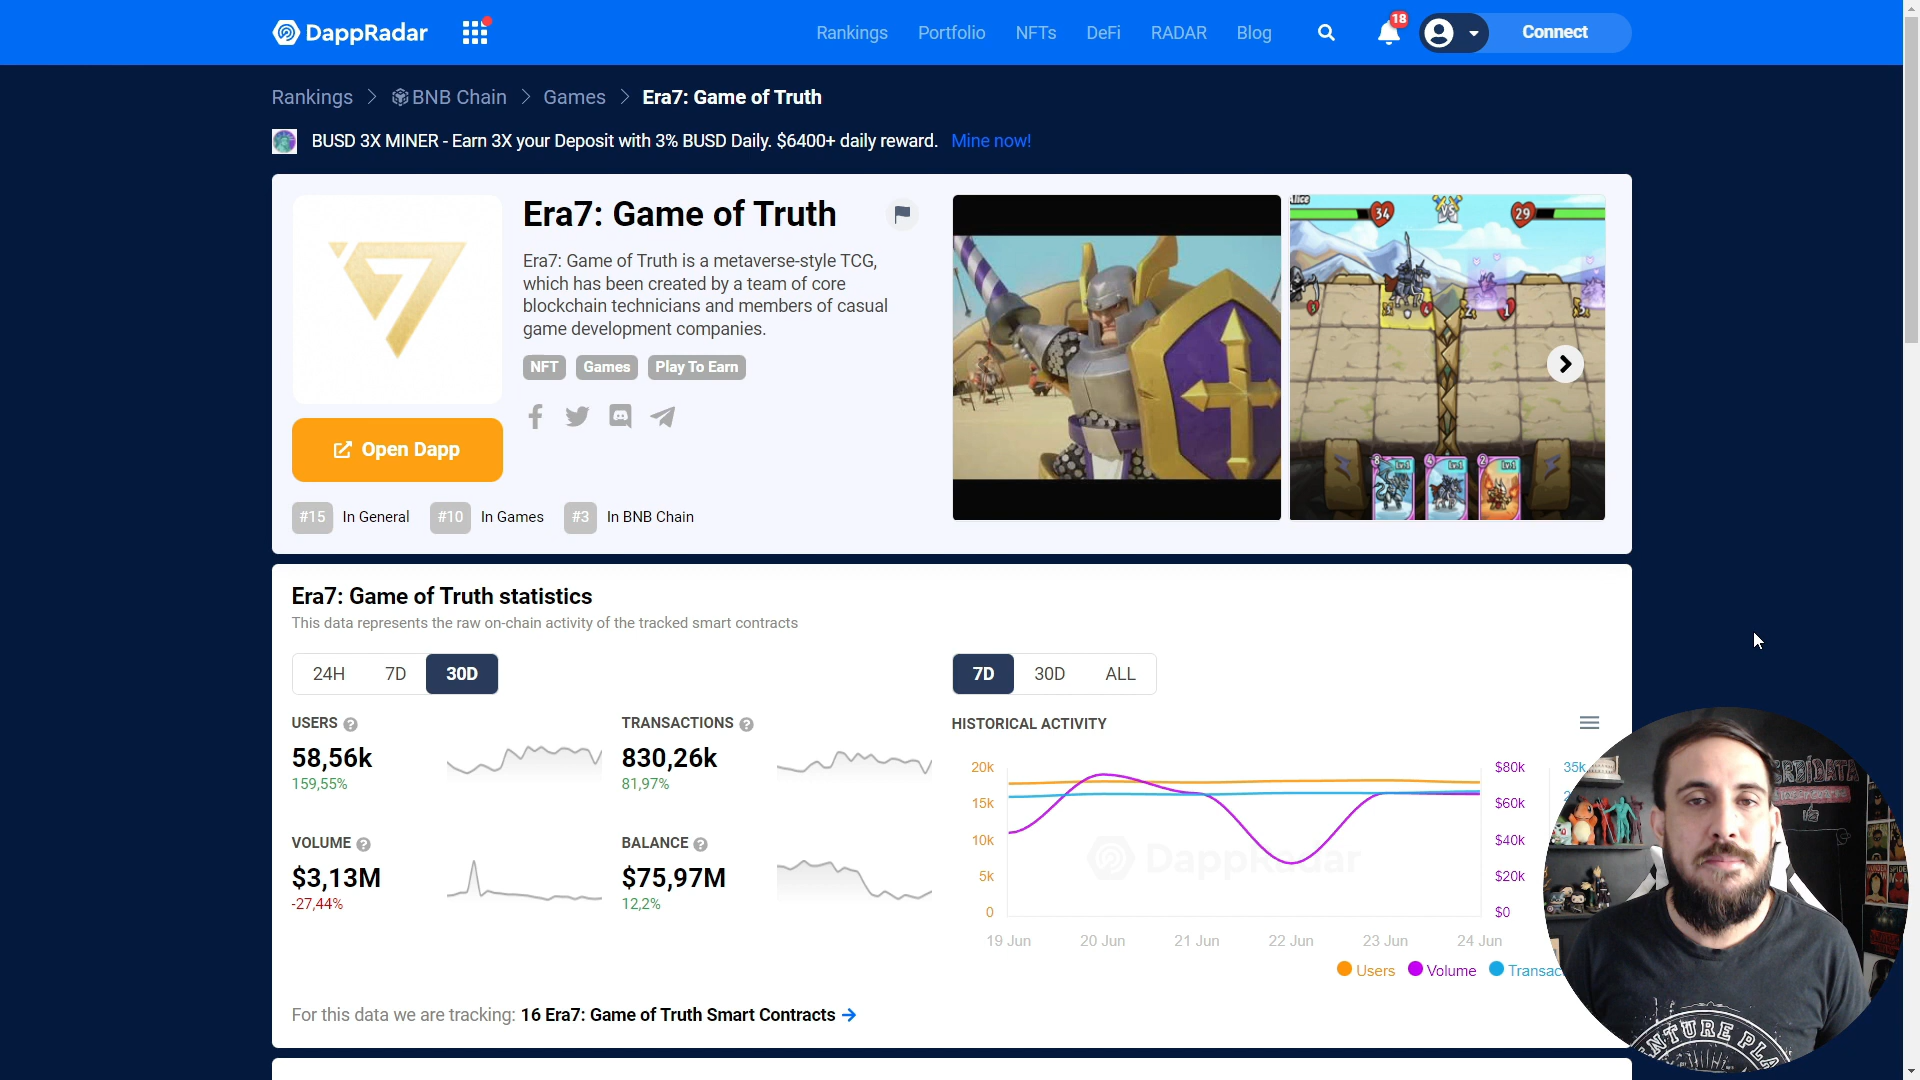 DappRadar
Rankings Portfolio NFTs DeFi RADAR Blog 18 Connect
Rankings > BNB Chain > Games > Era7: Game of Truth
BUSD 3X MINER - Earn 3X your Deposit with 3% BUSD Daily. $6400+ daily reward. Mine now!
Era7: Game of Truth
Era7: Game of Truth is a metaverse-style TCG,
which has been created by a team of core
blockchain technicians and members of casual
game development companies.
NFT Games Play To Earn
Open Dapp
#15 In General #10 In Games #3 In BNB Chain
34 VS 29
Era7: Game of Truth statistics
This data represents the raw on-chain activity of the tracked smart contracts
24H 7D 30D
7D 30D ALL
USERS
58,56k
159,55%
TRANSACTIONS
830,26k
81,97%
VOLUME
$3,13M
-27,44%
BALANCE
$75,97M
12,2%
HISTORICAL ACTIVITY
20k $80k 35k
15k $60k
10k $40k
5k $20k
0 $0
DappRadar
19 Jun 20 Jun 21 Jun 22 Jun 23 Jun 24 Jun
Users Volume Transac
For this data we are tracking: 16 Era7: Game of Truth Smart Contracts